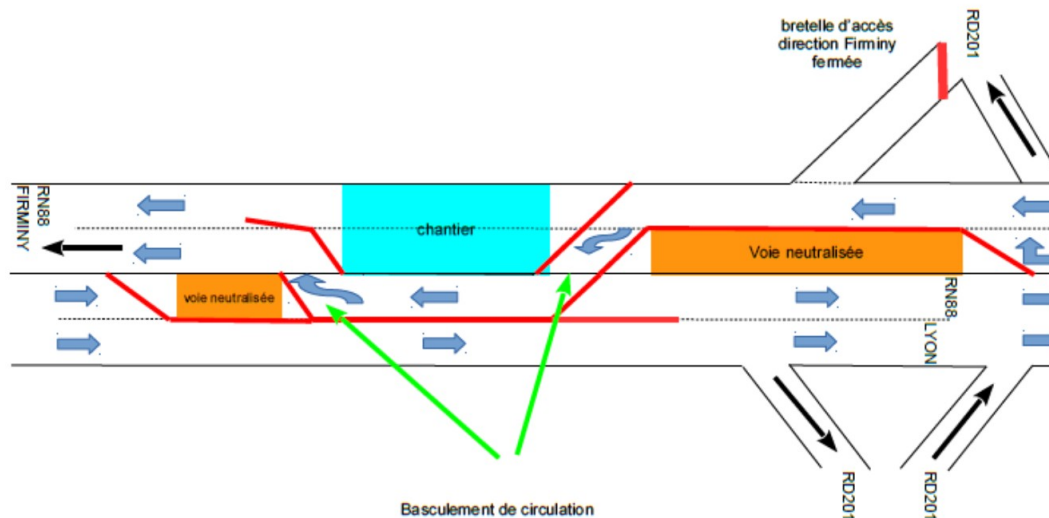 bretelle d'accès
direction Firminy
fermée
RD201
RN88
FIRMINY
chantier
Voie neutralisée
voie neutralisée
RN88
LYON
RD201
RD201
Basculement de circulation